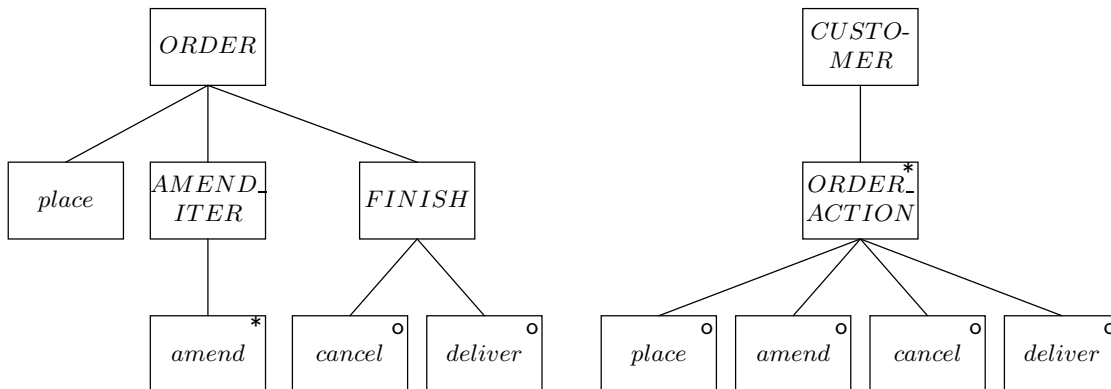 ORDER
CUSTO-
MER
place
AMEND_
ITER
FINISH
*
ORDER_
ACTION
*
amend
o
cancel
o
deliver
o
place
o
amend
o
cancel
o
deliver